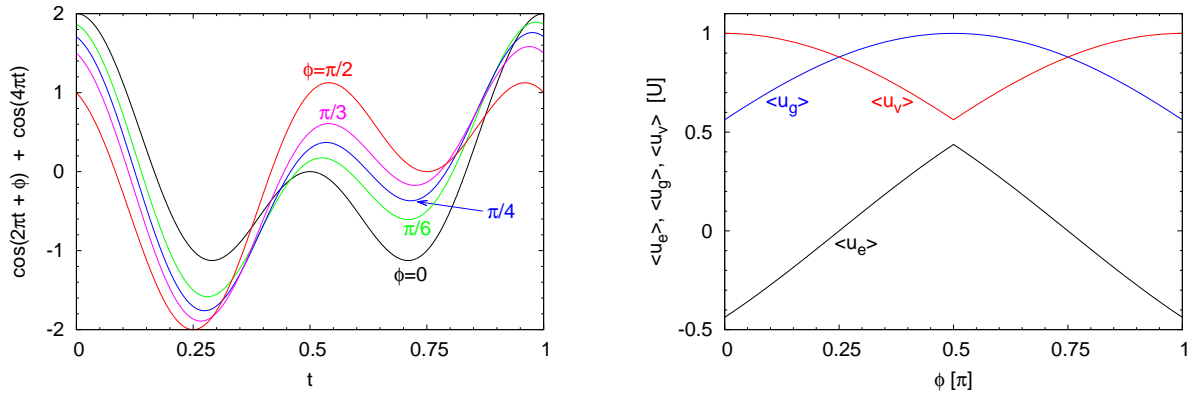 cos(2πt + ϕ) + cos(4πt)
2
1
0
-1
-2
ϕ=π/2
π/3
π/4
π/6
ϕ=0
0
0.25
0.5
0.75
1
t
<u_e>, <u_g>, <u_v> [U]
1
0.5
0
-0.5
<u_g>
<u_v>
<u_e>
0
0.25
0.5
0.75
1
ϕ [π]